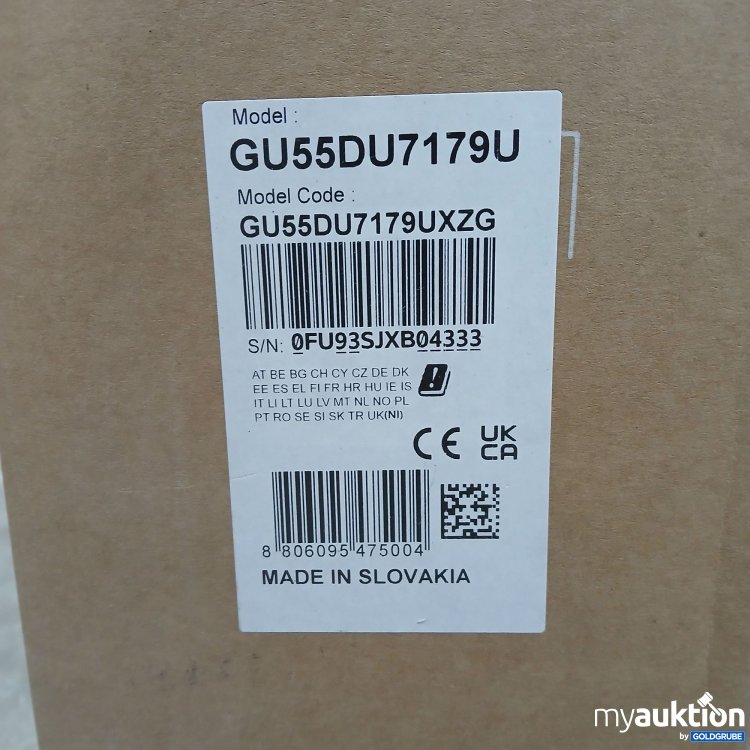 Model :
GU55DU7179U
Model Code :
GU55DU7179UXZG
S/N: 0FU93SJXB04333
AT BE BG CH CY CZ DE DK
EE ES EL FI FR HR HU IE IS
IT LI LT LU LV MT NL NO PL
PT RO SE SI SK TR UK(NI)
CE UK
CA
8 806095 475004
MADE IN SLOVAKIA
myauktion
by GOLDGRUBE